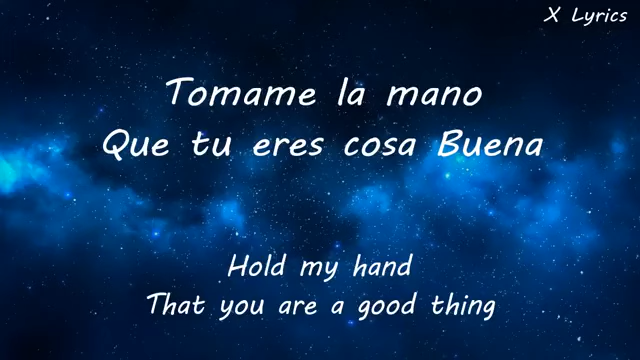 X Lyrics
Tomame la mano
Que tu eres cosa Buena
Hold my hand
That you are a good thing